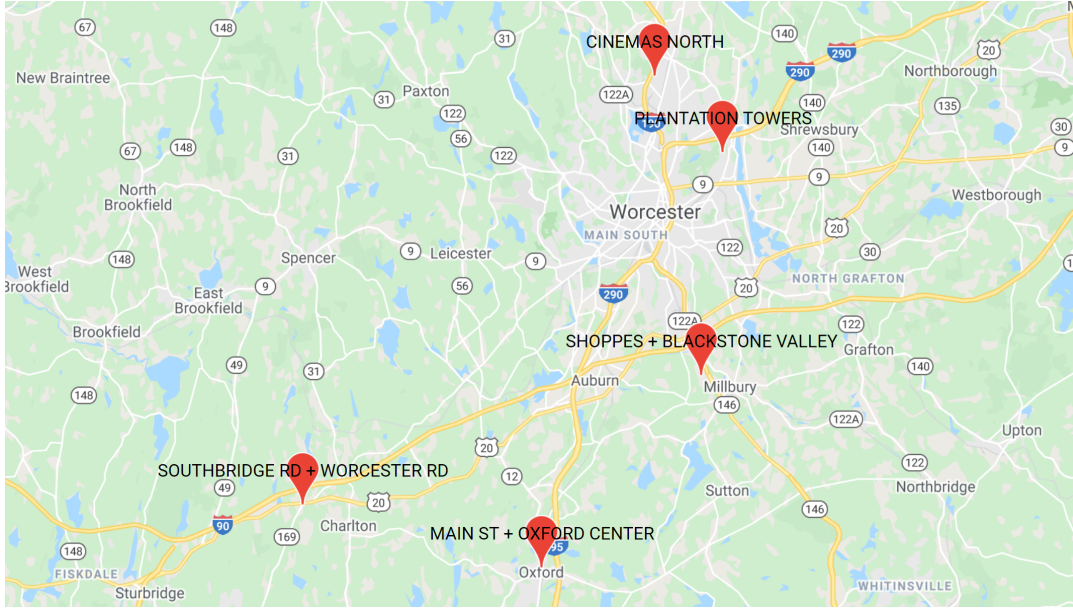 67
31
CINEMAS NORTH
140
290
20
New Braintree
290
Northborough
Paxton
31
122A
122
140
135
PLANTATION TOWERS
190
Shrewsbury
30
56
67
148
31
122
140
9
9
9
North
Brookfield
Westborough
Worcester
MAIN SOUTH
20
122
9
Leicester
9
30
148
Spencer
West
Brookfield
9
56
East
Brookfield
20
NORTH GRAFTON
290
122A
122
Brookfield
SHOPPES + BLACKSTONE VALLEY
Grafton
49
31
140
Auburn
Millbury
148
146
122A
Upton
20
SOUTHBRIDGE RD + WORCESTER RD
122
12
49
20
Sutton
Northbridge
90
Charlton
146
169
MAIN ST + OXFORD CENTER
148
95
FISKDALE
Oxford
Sturbridge
WHITINSVILLE